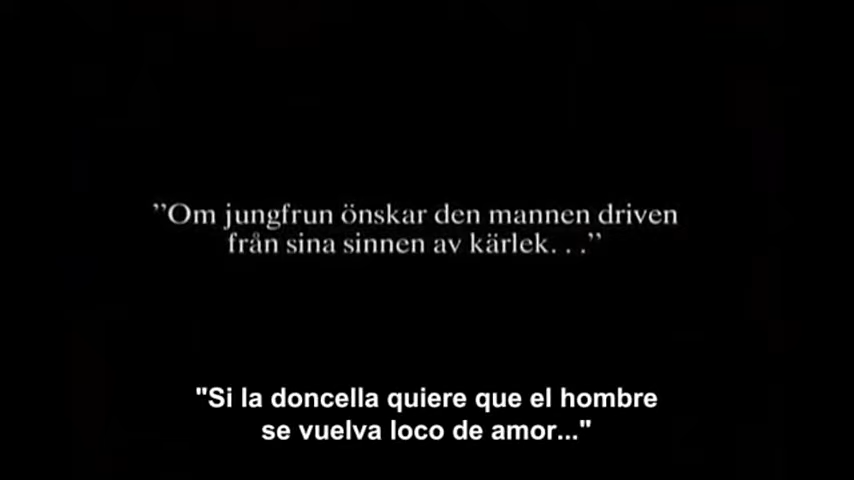 ”Om jungfrun önskar den mannen driven
från sina sinnen av kärlek. . .”
"Si la doncella quiere que el hombre
se vuelva loco de amor..."